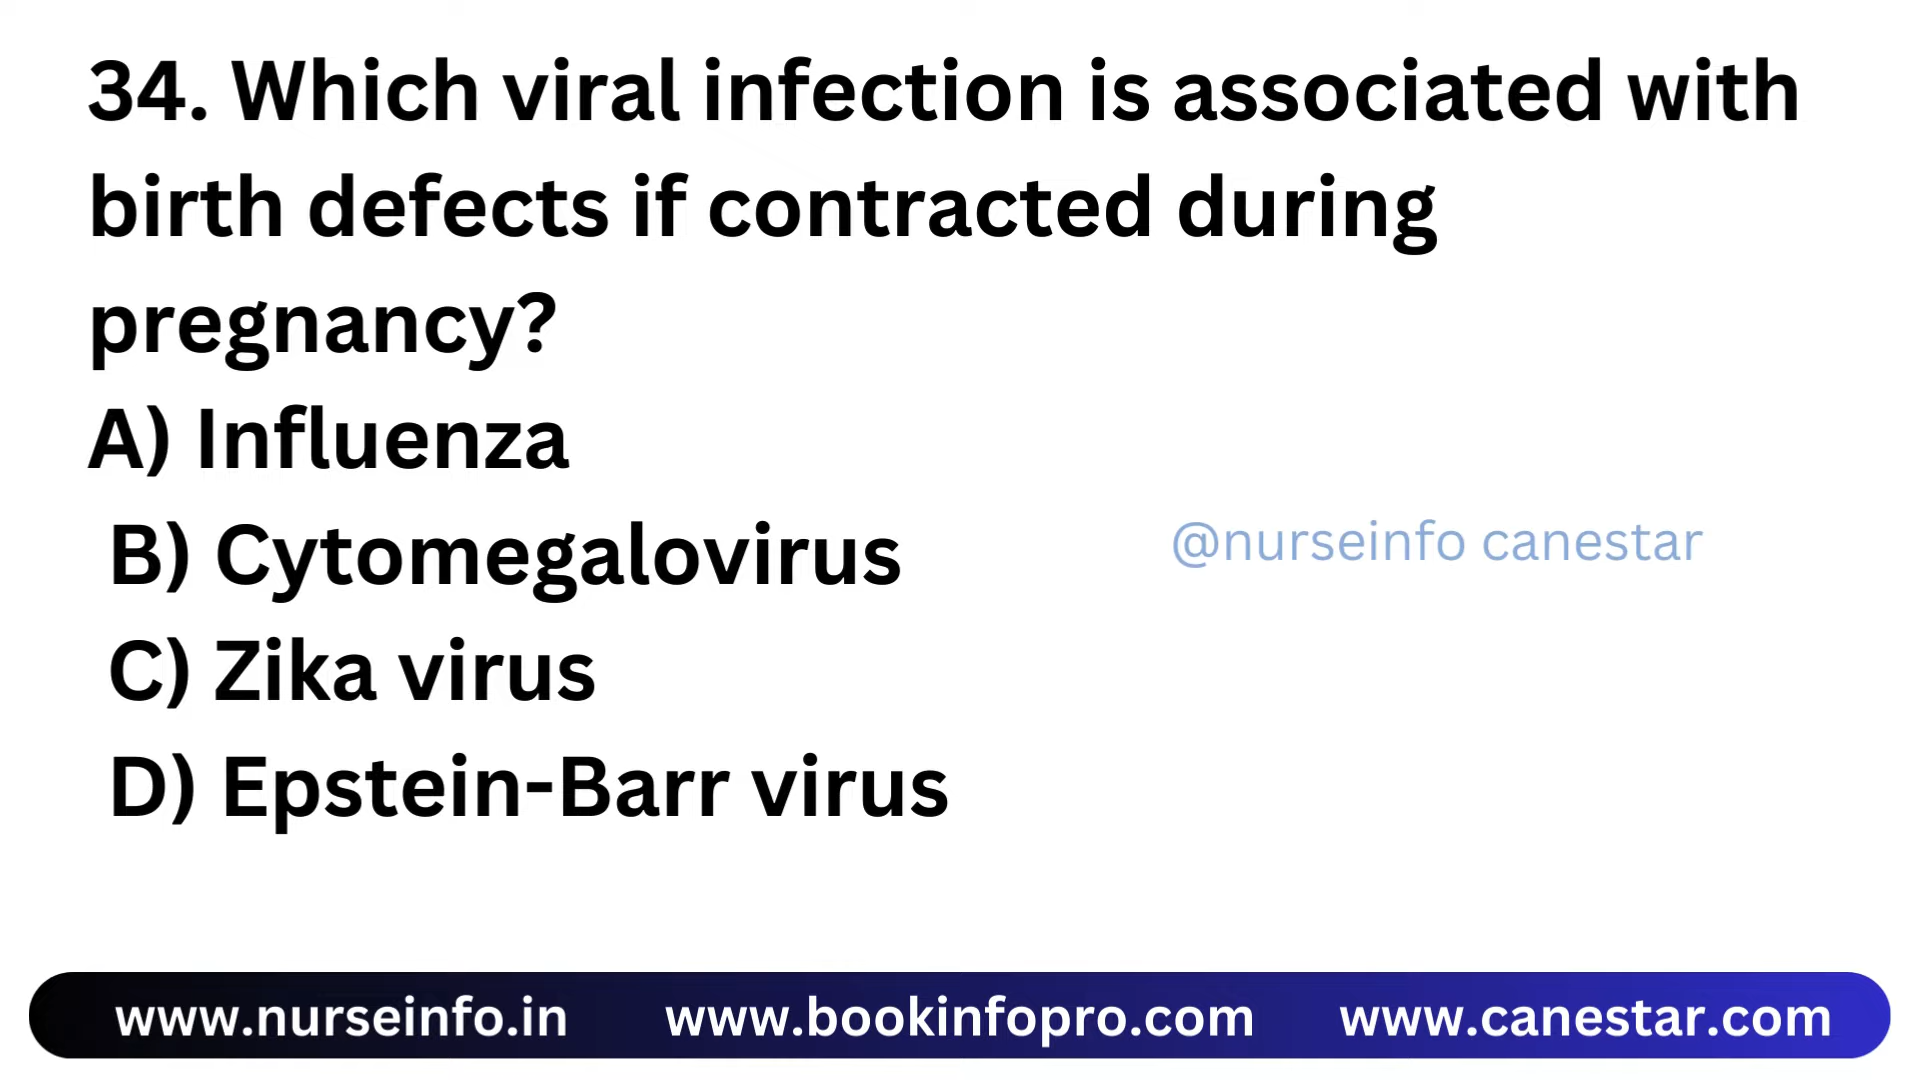 34. Which viral infection is associated with
birth defects if contracted during
pregnancy?
A) Influenza
B) Cytomegalovirus
@nurseinfo canestar
C) Zika virus
D) Epstein-Barr virus
www.nurseinfo.in www.bookinfopro.com www.canestar.com